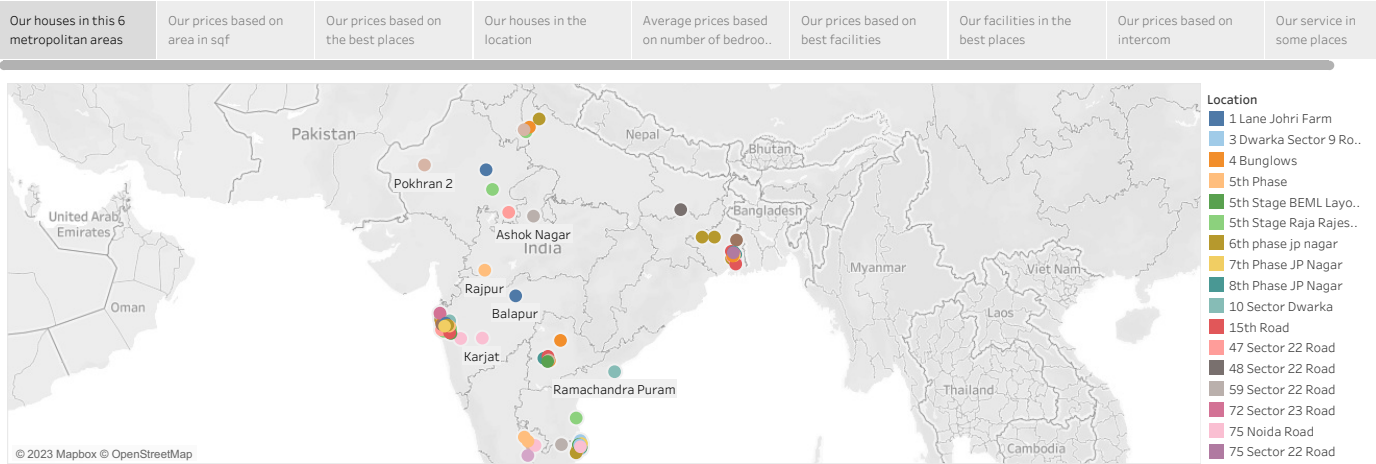 Our houses in this 6
metropolitan areas
Our prices based on
area in sqf
Our prices based on
the best places
Our houses in the
location
Average prices based
on number of bedroo..
Our prices based on
best facilities
Our facilities in the
best places
Our prices based on
intercom
Our service in
some places
Pakistan
Nepal
Bhutan
Pokhran 2
United Arab
Emirates
Bangladesh
Ashok Nagar
India
Myanmar
Viet Nam
Rajpur
Oman
Balapur
Laos
Karjat
Ramachandra Puram
Thailand
Cambodia
© 2023 Mapbox © OpenStreetMap
Location
1 Lane Johri Farm
3 Dwarka Sector 9 Ro..
4 Bunglows
5th Phase
5th Stage BEML Layo..
5th Stage Raja Rajes..
6th phase jp nagar
7th Phase JP Nagar
8th Phase JP Nagar
10 Sector Dwarka
15th Road
47 Sector 22 Road
48 Sector 22 Road
59 Sector 22 Road
72 Sector 23 Road
75 Noida Road
75 Sector 22 Road